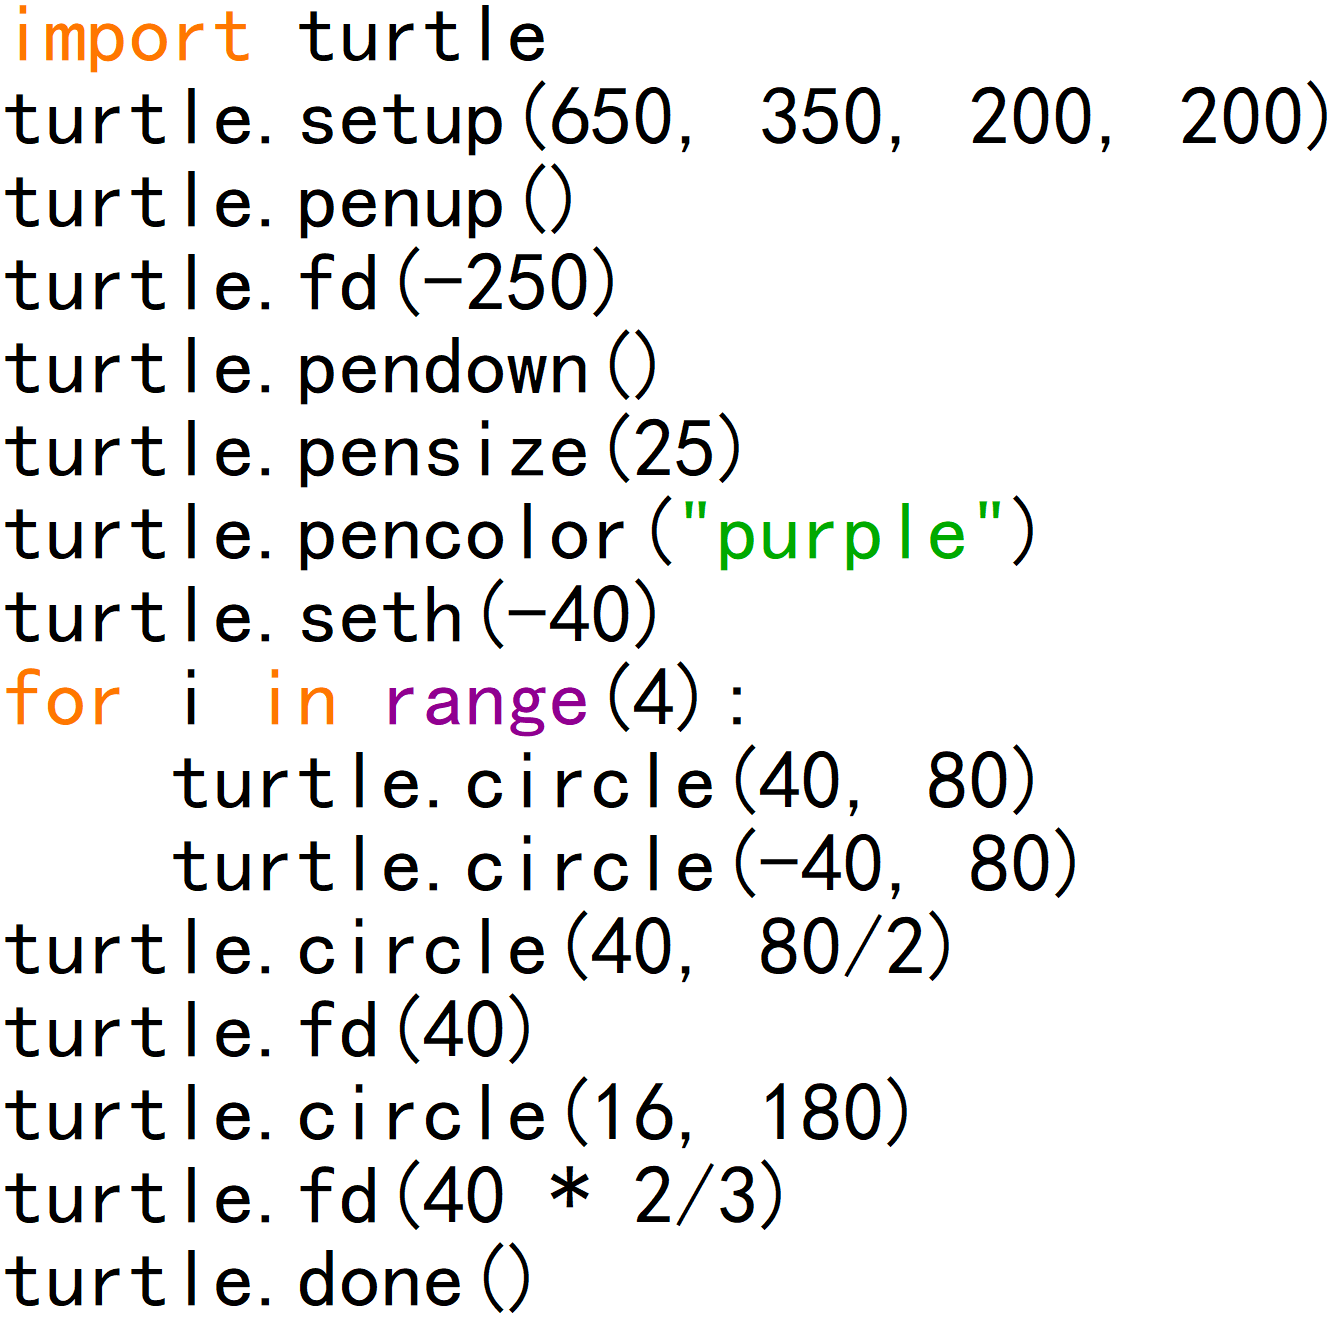 import turtle
turtle.setup(650, 350, 200, 200)
turtle.penup()
turtle.fd(-250)
turtle.pendown()
turtle.pensize(25)
turtle.pencolor("purple")
turtle.seth(-40)
for i in range(4):
    turtle.circle(40, 80)
    turtle.circle(-40, 80)
turtle.circle(40, 80/2)
turtle.fd(40)
turtle.circle(16, 180)
turtle.fd(40 * 2/3)
turtle.done()